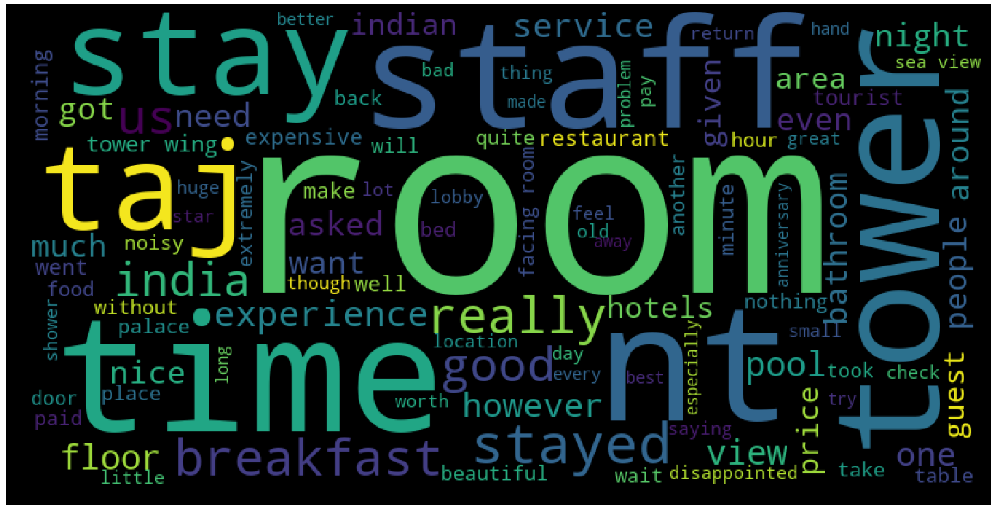 better
indian
service
return
hand
night
stay
staff
tower
morning
bad
thing
made
problem
pay
area
sea view
got
us
need
back
given
even
tourist
tower wing
expensive
will
quite
restaurant
hour
great
around
taj
room
huge
star
extremely
make
lot
lobby
facing room
feel
old
away
another
minute
anniversary
bathroom
people
much
noisy
asked
bed
want
went
india
though
well
food
without
experience
really
hotels
nothing
shower
palace
time
location
nt
small
nice
place
long
good
day
every
best
especially
pool
took
check
door
paid
worth
however
saying
price
try
guest
floor
little
breakfast
beautiful
stayed
wait
disappointed
view
take
one
table